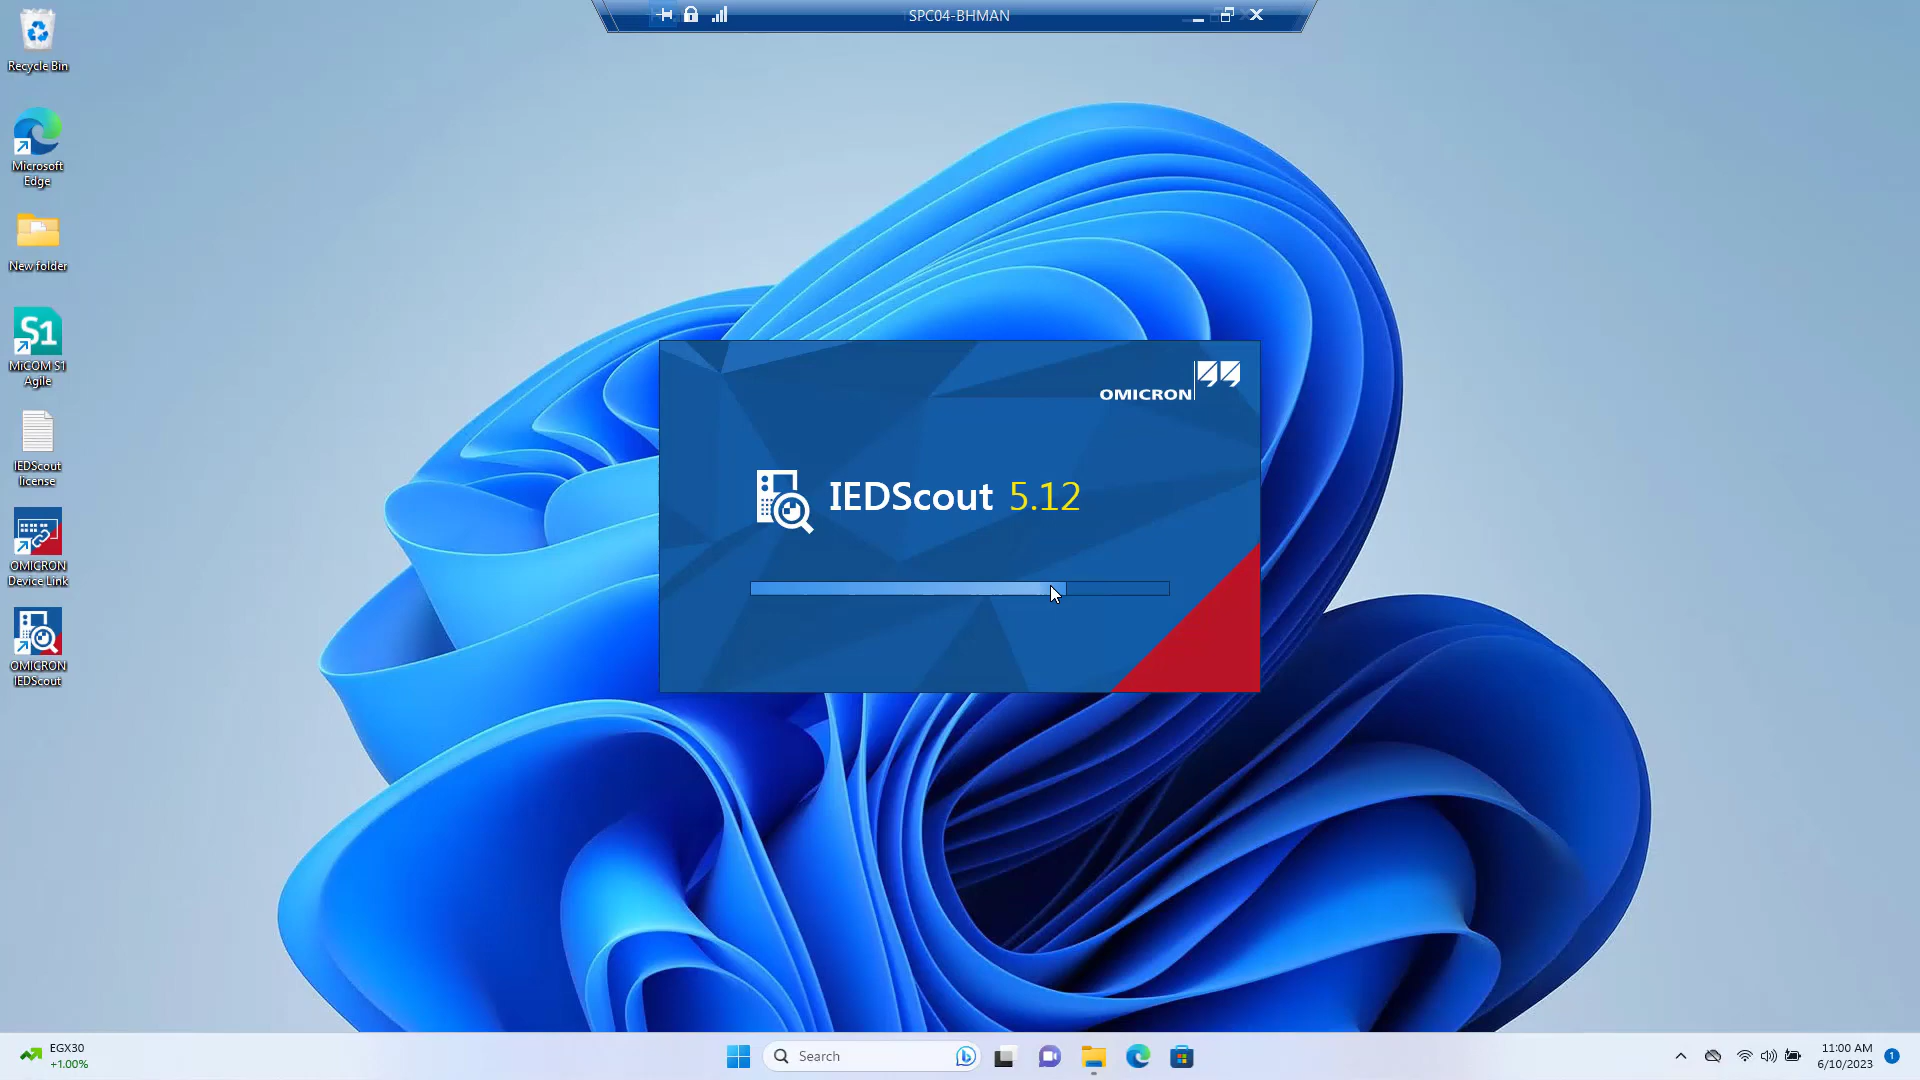 SPC04-BHMAN
Recycle Bin
Microsoft
Edge
New folder
S1
MiCOM S1
Agile
IEDScout
license
OMICRON
Device Link
OMICRON
IEDScout
OMICRON
IEDScout 5.12
EGX30
+1.00%
Search
11:00 AM
6/10/2023
1